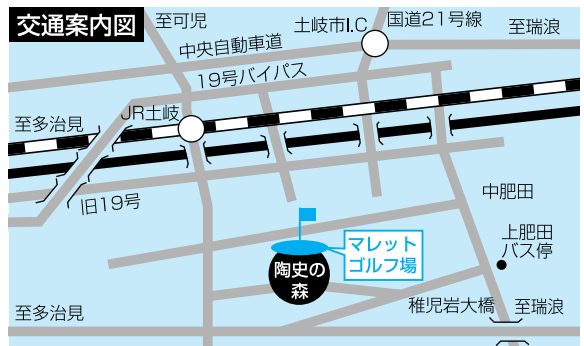 交通案内図
至可児
土岐市I.C
国道21号線
至瑞浪
中央自動車道
19号バイパス
至多治見
JR土岐
旧19号
中肥田
上肥田
バス停
マレット
ゴルフ場
陶史の
森
至多治見
稚児岩大橋
至瑞浪